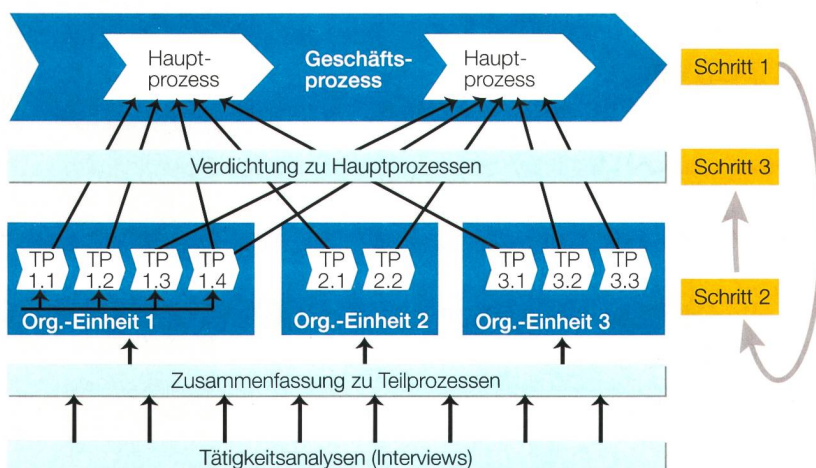 Haupt-
prozess
Geschäfts-
prozess
Haupt-
prozess
Schritt 1
Verdichtung zu Hauptprozessen
Schritt 3
TP
1.1
TP
1.2
TP
1.3
TP
1.4
Org.-Einheit 1
TP
2.1
TP
2.2
Org.-Einheit 2
TP
3.1
TP
3.2
TP
3.3
Org.-Einheit 3
Schritt 2
Zusammenfassung zu Teilprozessen
Tätigkeitsanalysen (Interviews)